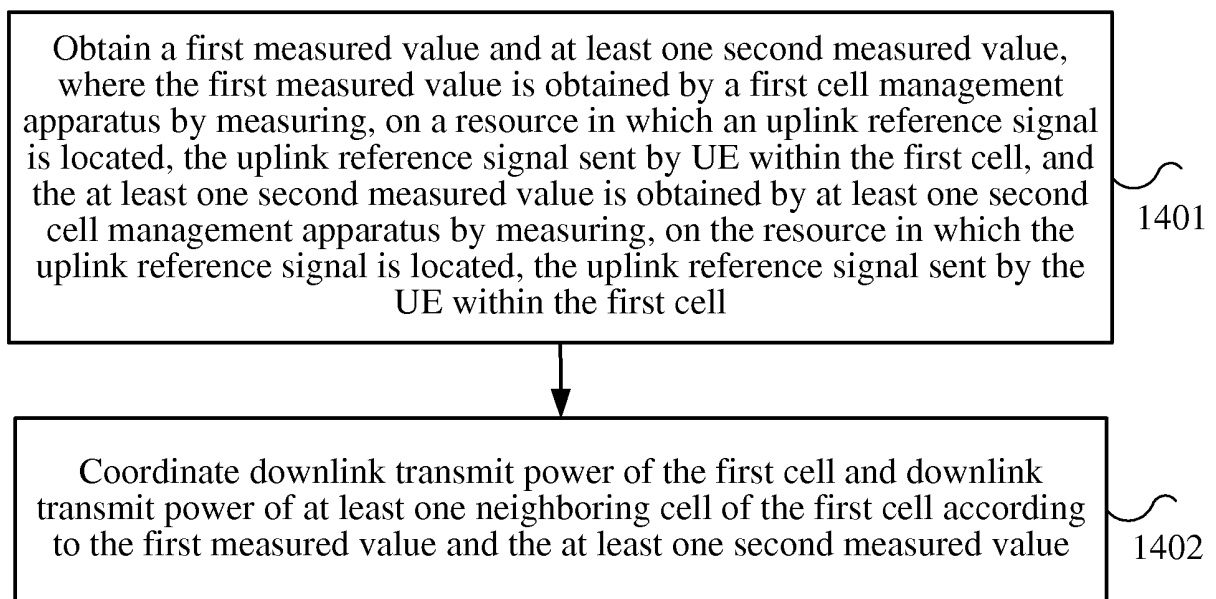 Obtain a first measured value and at least one second measured value,
where the first measured value is obtained by a first cell management
apparatus by measuring, on a resource in which an uplink reference signal
is located, the uplink reference signal sent by UE within the first cell, and
the at least one second measured value is obtained by at least one second
cell management apparatus by measuring, on the resource in which the
uplink reference signal is located, the uplink reference signal sent by the
UE within the first cell
1401
Coordinate downlink transmit power of the first cell and downlink
transmit power of at least one neighboring cell of the first cell according
to the first measured value and the at least one second measured value
1402